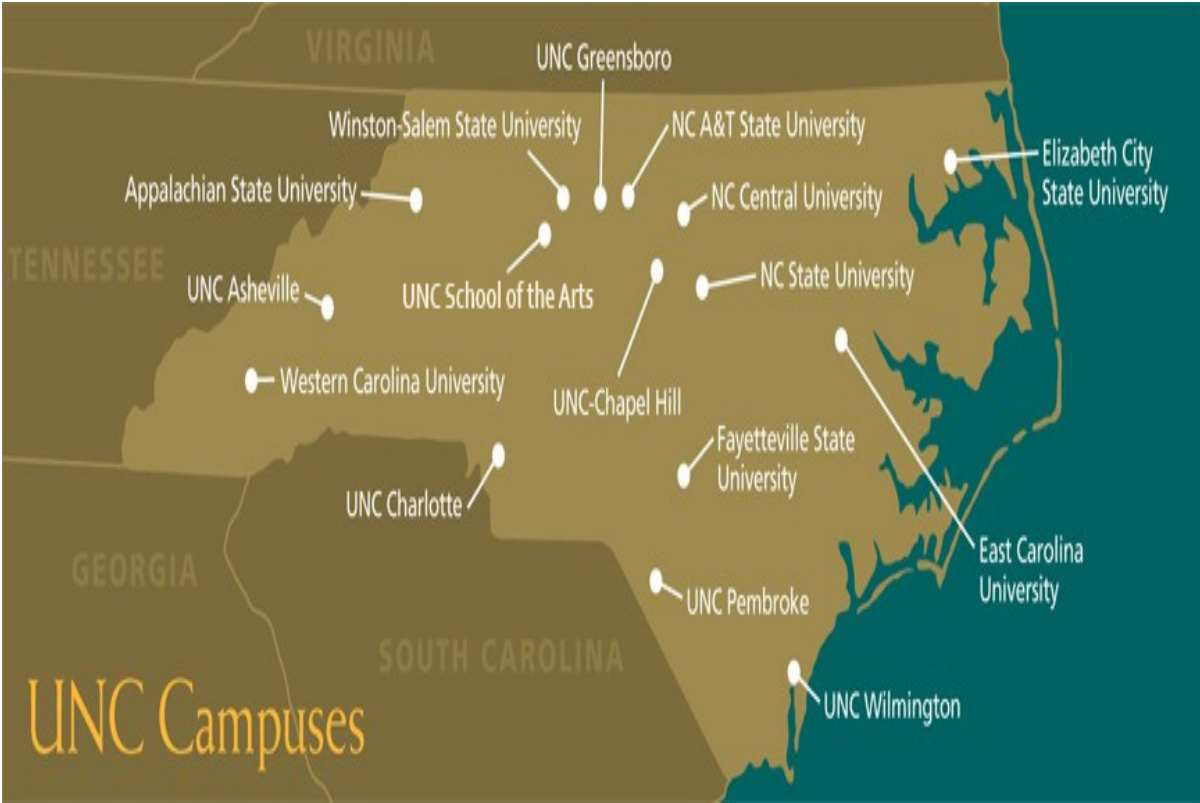 VIRGINIA
UNC Greensboro
Winston-Salem State University
NC A&T State University
Elizabeth City
State University
Appalachian State University
NC Central University
TENNESSEE
UNC Asheville
UNC School of the Arts
NC State University
Western Carolina University
UNC-Chapel Hill
Fayetteville State
University
UNC Charlotte
East Carolina
University
GEORGIA
UNC Pembroke
SOUTH CAROLINA
UNC Wilmington
UNC Campuses